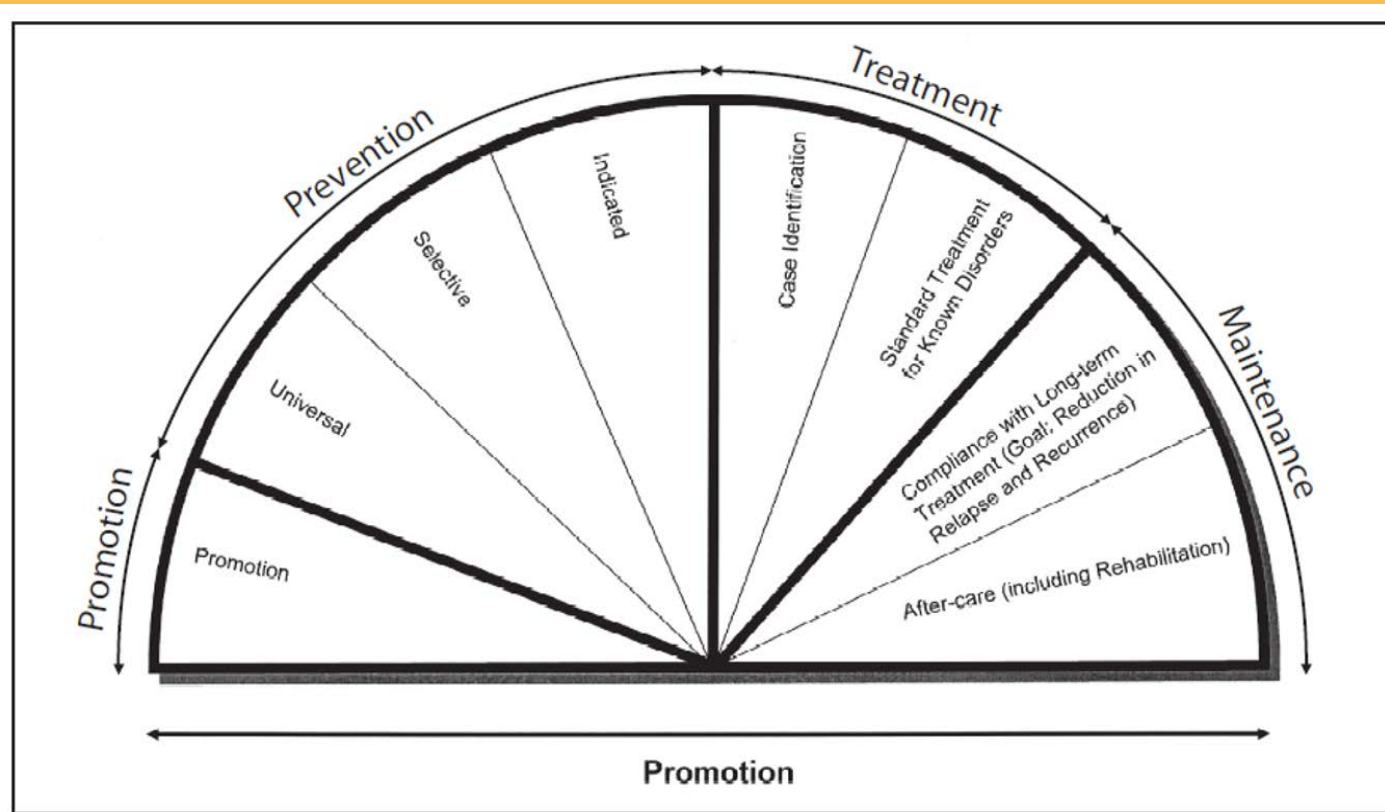 Promotion
Prevention
Treatment
Maintenance
Promotion
Universal
Selective
Indicated
Case Identification
Standard Treatment
for Known Disorders
Compliance with Long-term
Treatment (Goal: Reduction in
Relapse and Recurrence)
After-care (including Rehabilitation)
Promotion